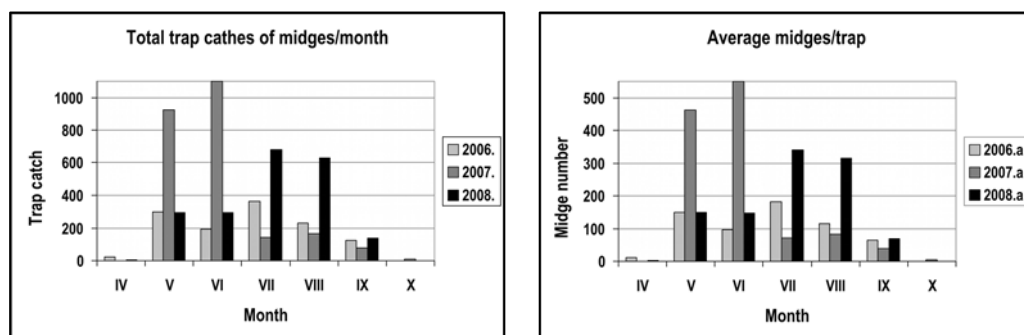 Total trap cathes of midges/month
Trap catch
1000
800
600
400
200
0
IV V VI VII VIII IX X
Month
2006.
2007.
2008.
Average midges/trap
Midge number
500
400
300
200
100
0
IV V VI VII VIII IX X
Month
2006.a
2007.a
2008.a